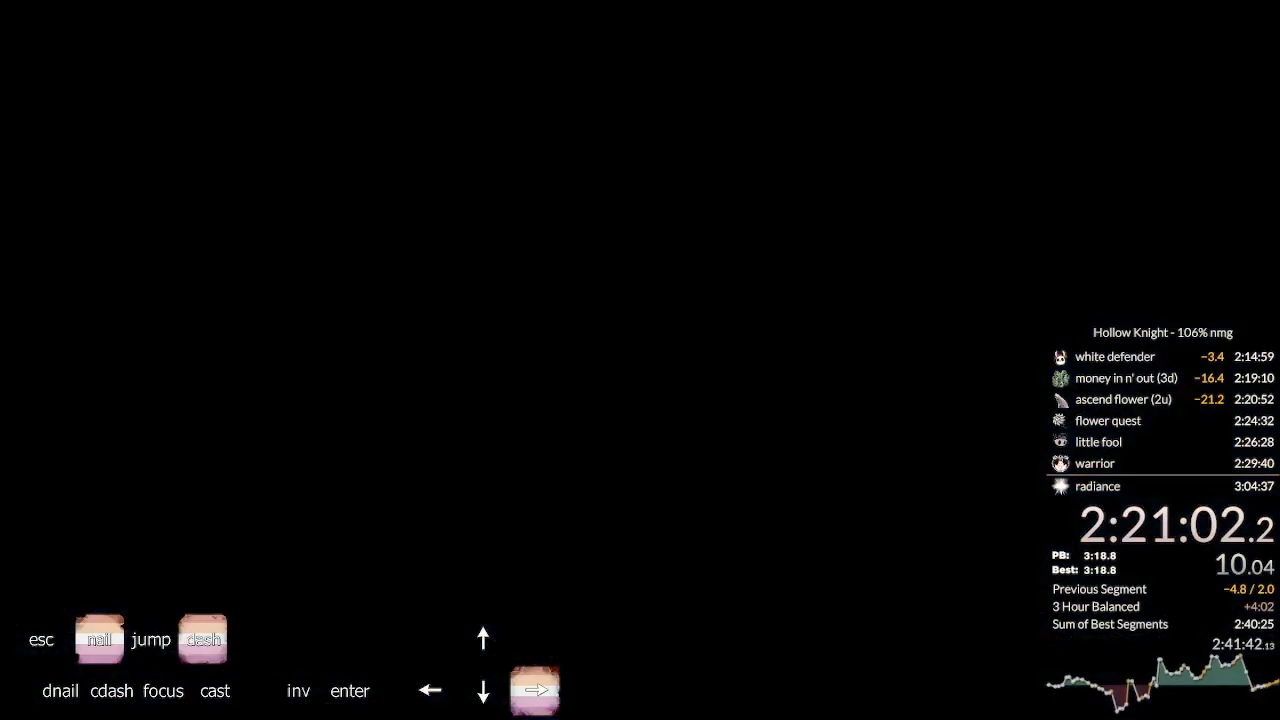 Hollow Knight - 106% nmg
white defender −3.4 2:14:59
money in n' out (3d) −16.4 2:19:10
ascend flower (2u) −21.2 2:20:52
flower quest 2:24:32
little fool 2:26:28
warrior 2:29:40
radiance 3:04:37
2:21:02.2
PB: 3:18.8
Best: 3:18.8
10.04
Previous Segment −4.8 / 2.0
3 Hour Balanced +4:02
Sum of Best Segments 2:40:25
2:41:42.13
esc nail jump dash
dnail cdash focus cast inv enter